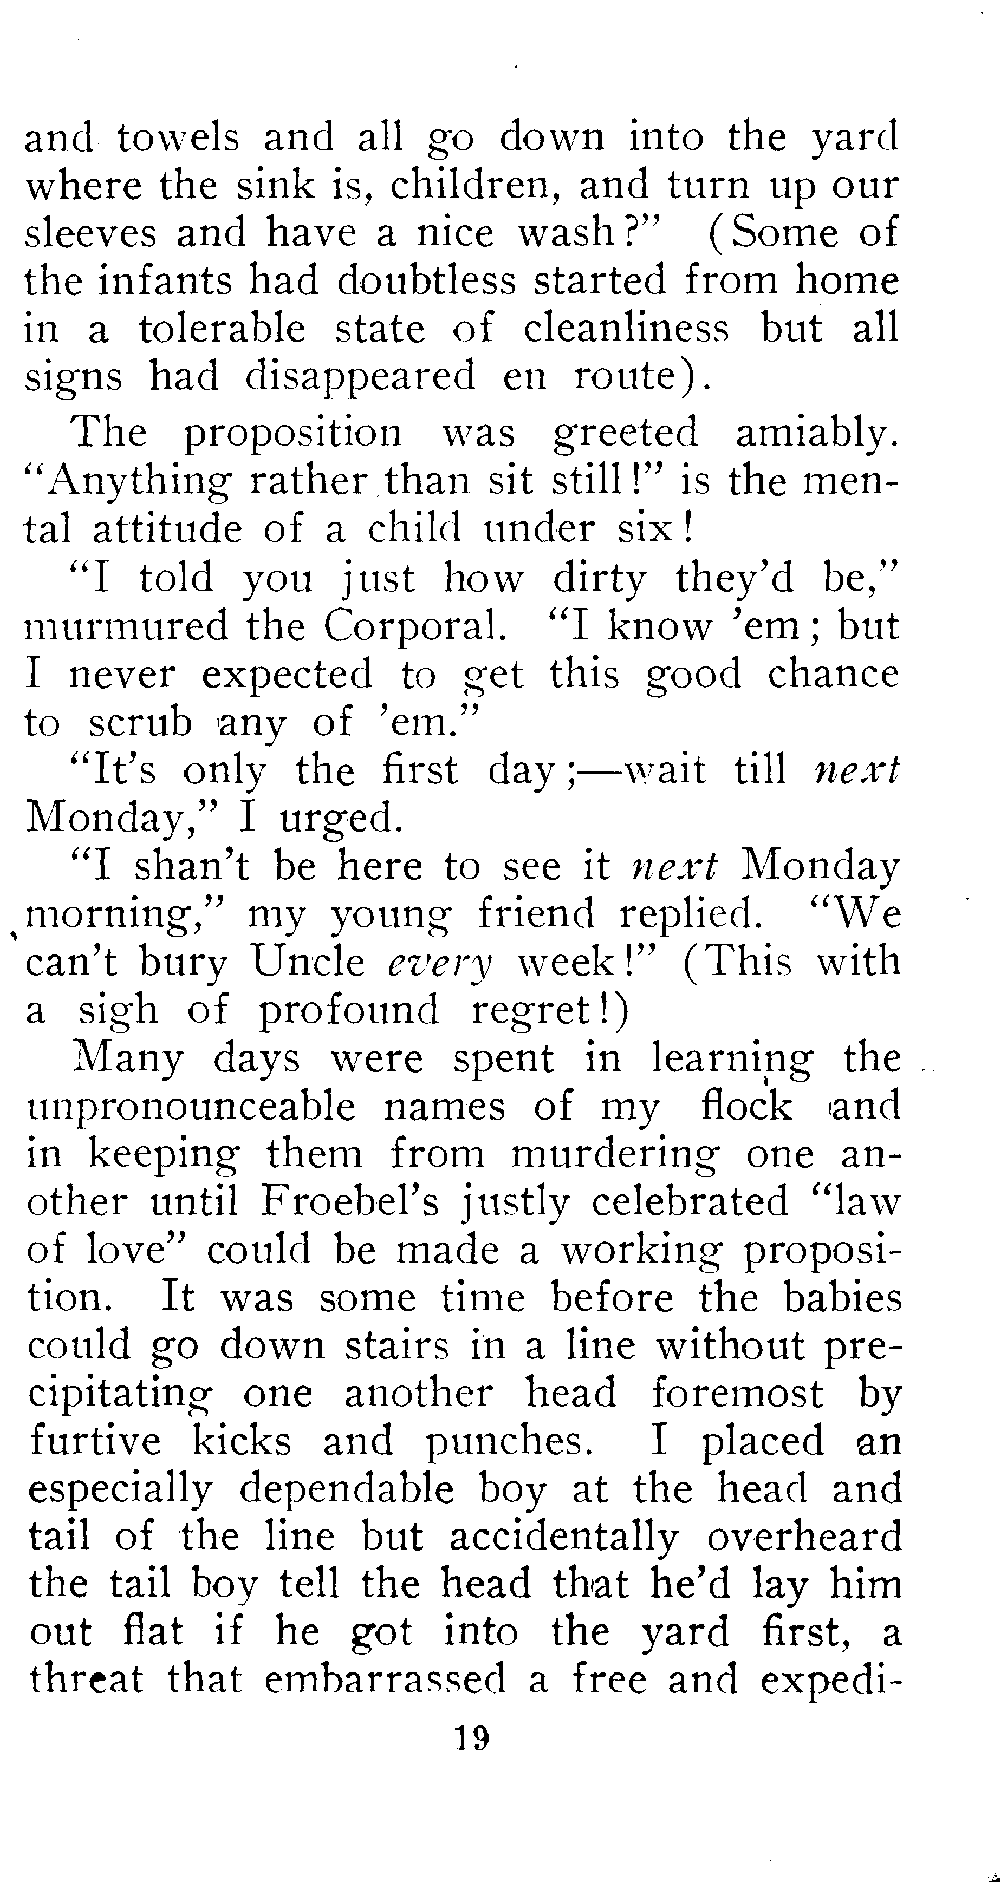 and towels and all go down into the yard
where the sink is, children, and turn up our
sleeves and have a nice wash?” (Some of
the infants had doubtless started from home
in a tolerable state of cleanliness but all
signs had disappeared en route).
The proposition was greeted amiably.
“Anything rather than sit still!” is the men-
tal attitude of a child under six!
“I told you just how dirty they’d be,”
murmured the Corporal. “I know ’em; but
I never expected to get this good chance
to scrub any of ’em.”
“It’s only the first day;—wait till next
Monday,” I urged.
“I shan’t be here to see it next Monday
morning,” my young friend replied. “We
can’t bury Uncle every week!” (This with
a sigh of profound regret!)
Many days were spent in learning the
unpronounceable names of my flock and
in keeping them from murdering one an-
other until Froebel’s justly celebrated “law
of love” could be made a working proposi-
tion. It was some time before the babies
could go down stairs in a line without pre-
cipitating one another head foremost by
furtive kicks and punches. I placed an
especially dependable boy at the head and
tail of the line but accidentally overheard
the tail boy tell the head that he’d lay him
out flat if he got into the yard first, a
threat that embarrassed a free and expedi-
19